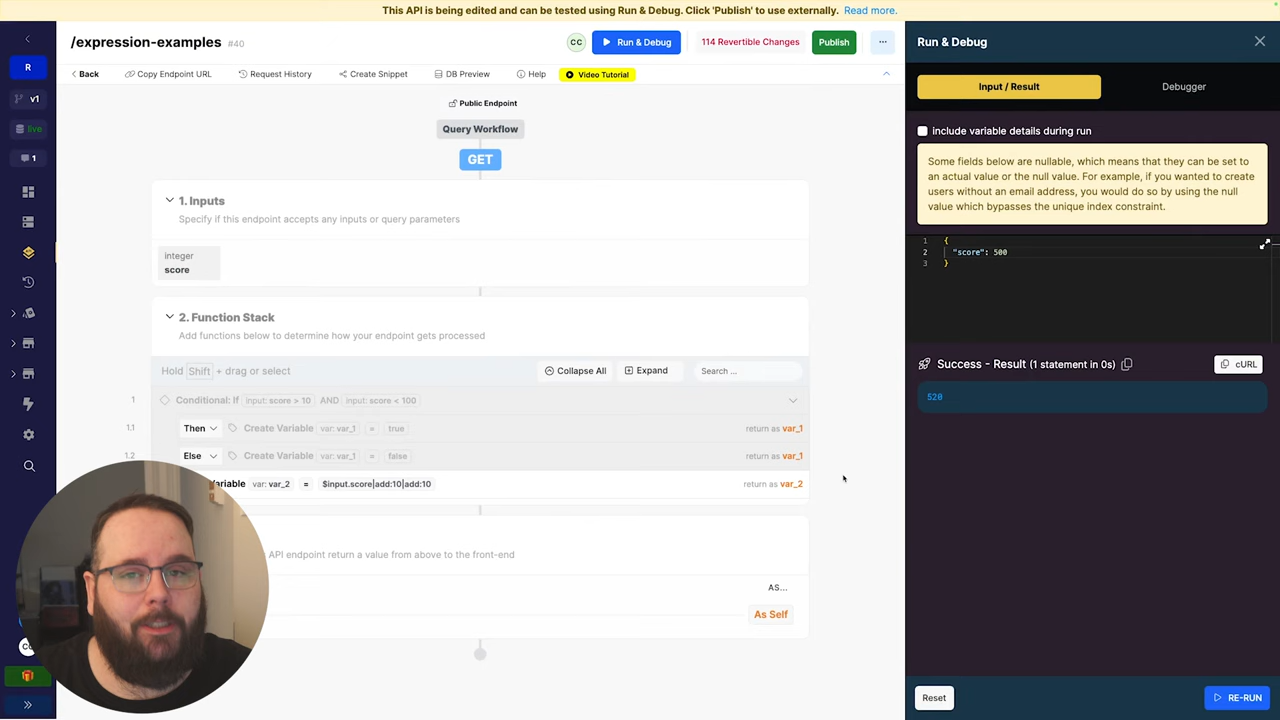 This API is being edited and can be tested using Run & Debug. Click 'Publish' to use externally. Read more.
R
v1
live
1
/expression-examples #40
CC
Run & Debug
114 Revertible Changes
Publish
Back
Copy Endpoint URL
Request History
Create Snippet
DB Preview
Help
Video Tutorial
Public Endpoint
Query Workflow
GET
1. Inputs
Specify if this endpoint accepts any inputs or query parameters
integer
score
2. Function Stack
Add functions below to determine how your endpoint gets processed
Hold Shift + drag or select
Collapse All
Expand
Search ...
1 Conditional: If input: score > 10 AND input: score < 100
1.1 Then Create Variable var: var_1 = true return as var_1
1.2 Else Create Variable var: var_1 = false return as var_1
var: var_2 = $input.score|add:10|add:10 return as var_2
API endpoint return a value from above to the front-end
AS...
As Self
Run & Debug
Input / Result
Debugger
include variable details during run
Some fields below are nullable, which means that they can be set to
an actual value or the null value. For example, if you wanted to create
users without an email address, you would do so by using the null
value which bypasses the unique index constraint.
1 {
2 "score": 500
3 }
Success - Result (1 statement in 0s)
cURL
520
Reset
RE-RUN